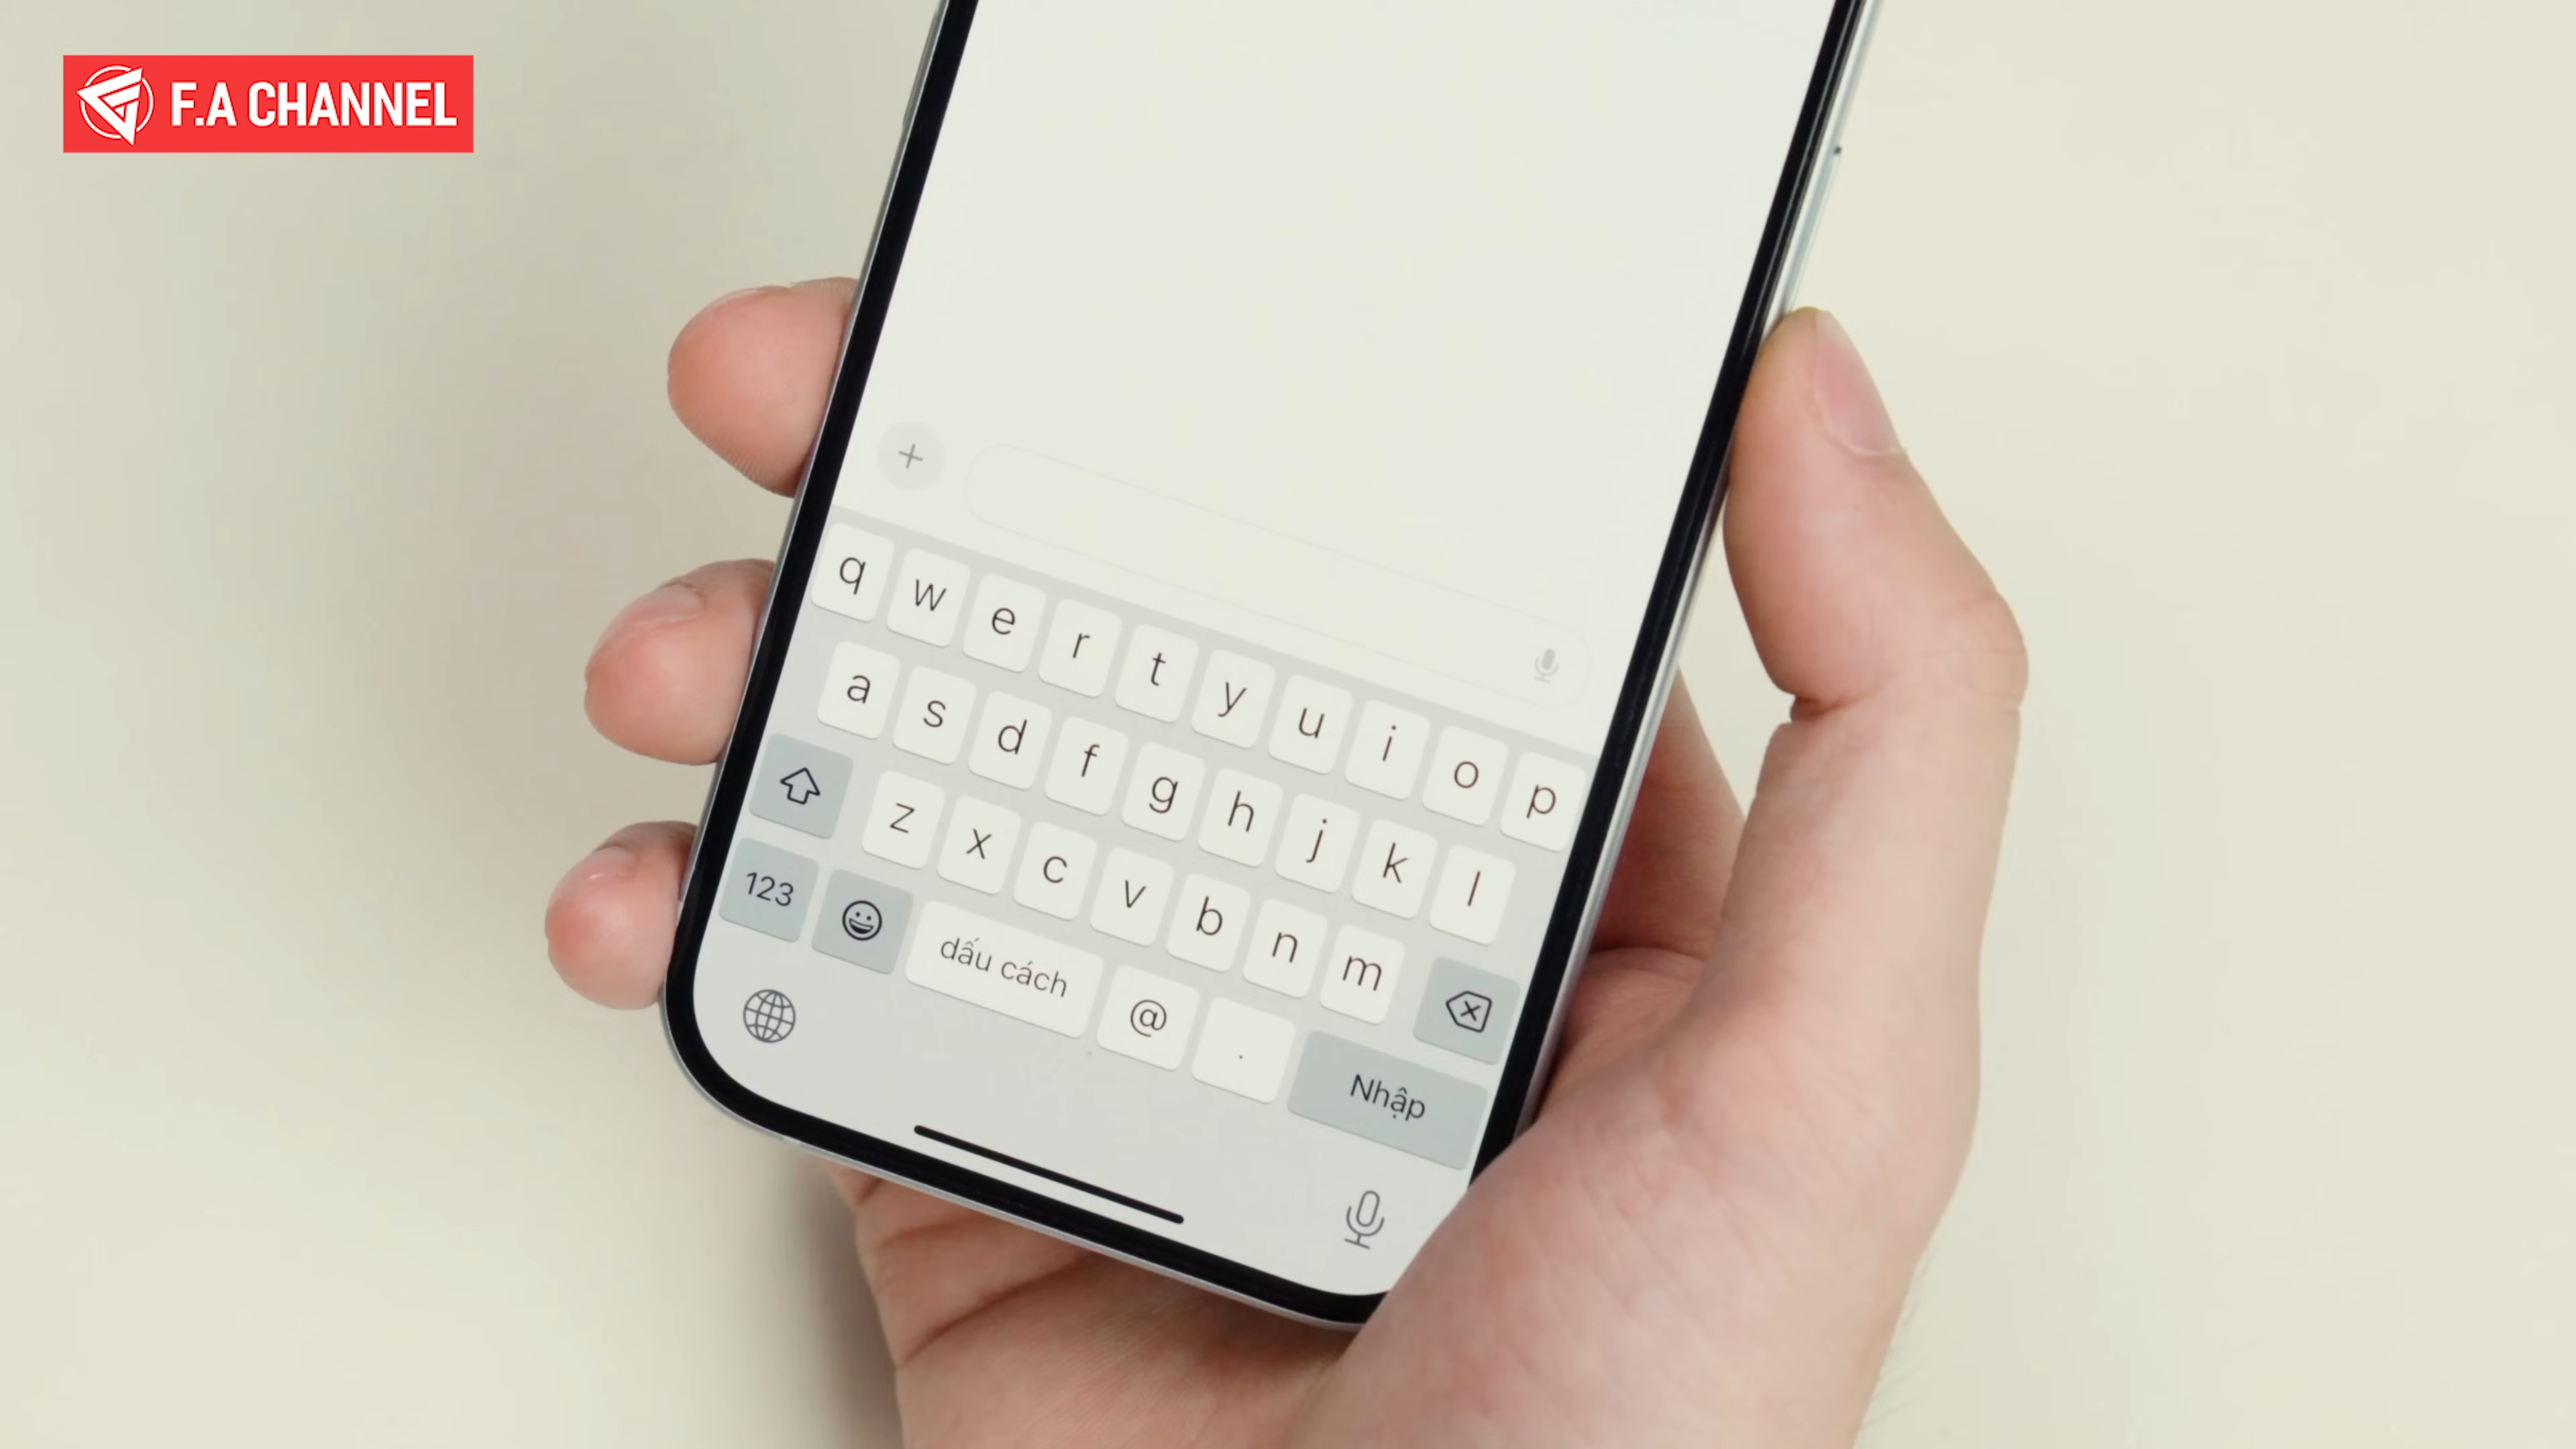 F.A CHANNEL
q w e r t y u i o p
a s d f g h j k l
z x c v b n m
123 dấu cách @ . Nhập